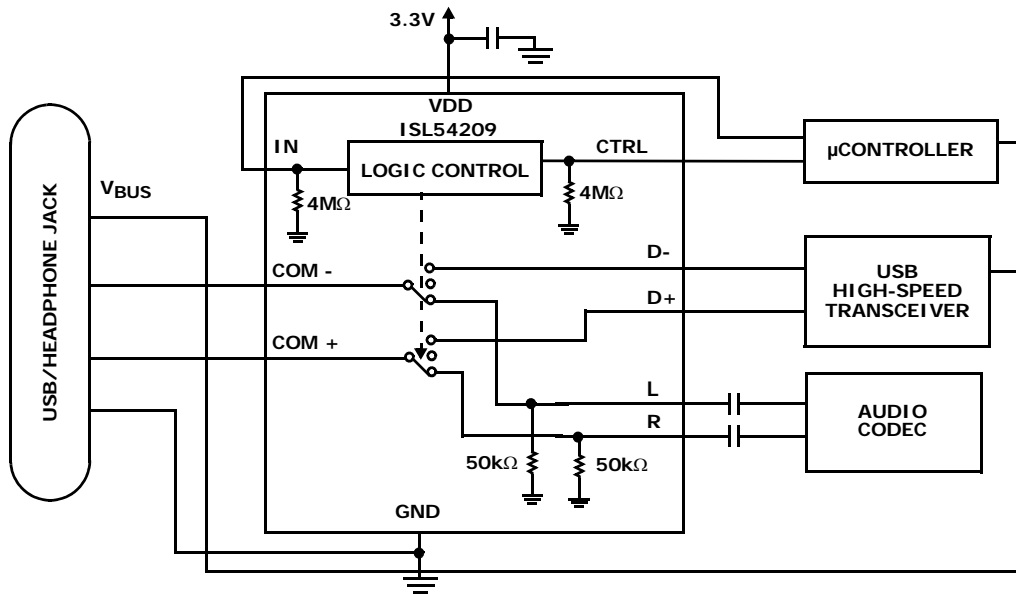 3.3V
VDD
ISL54209
IN
LOGIC CONTROL
CTRL
µCONTROLLER
4MΩ
4MΩ
USB/HEADPHONE JACK
VBUS
COM -
D-
USB
HIGH-SPEED
TRANSCEIVER
D+
COM +
L
R
AUDIO
CODEC
50kΩ
50kΩ
GND